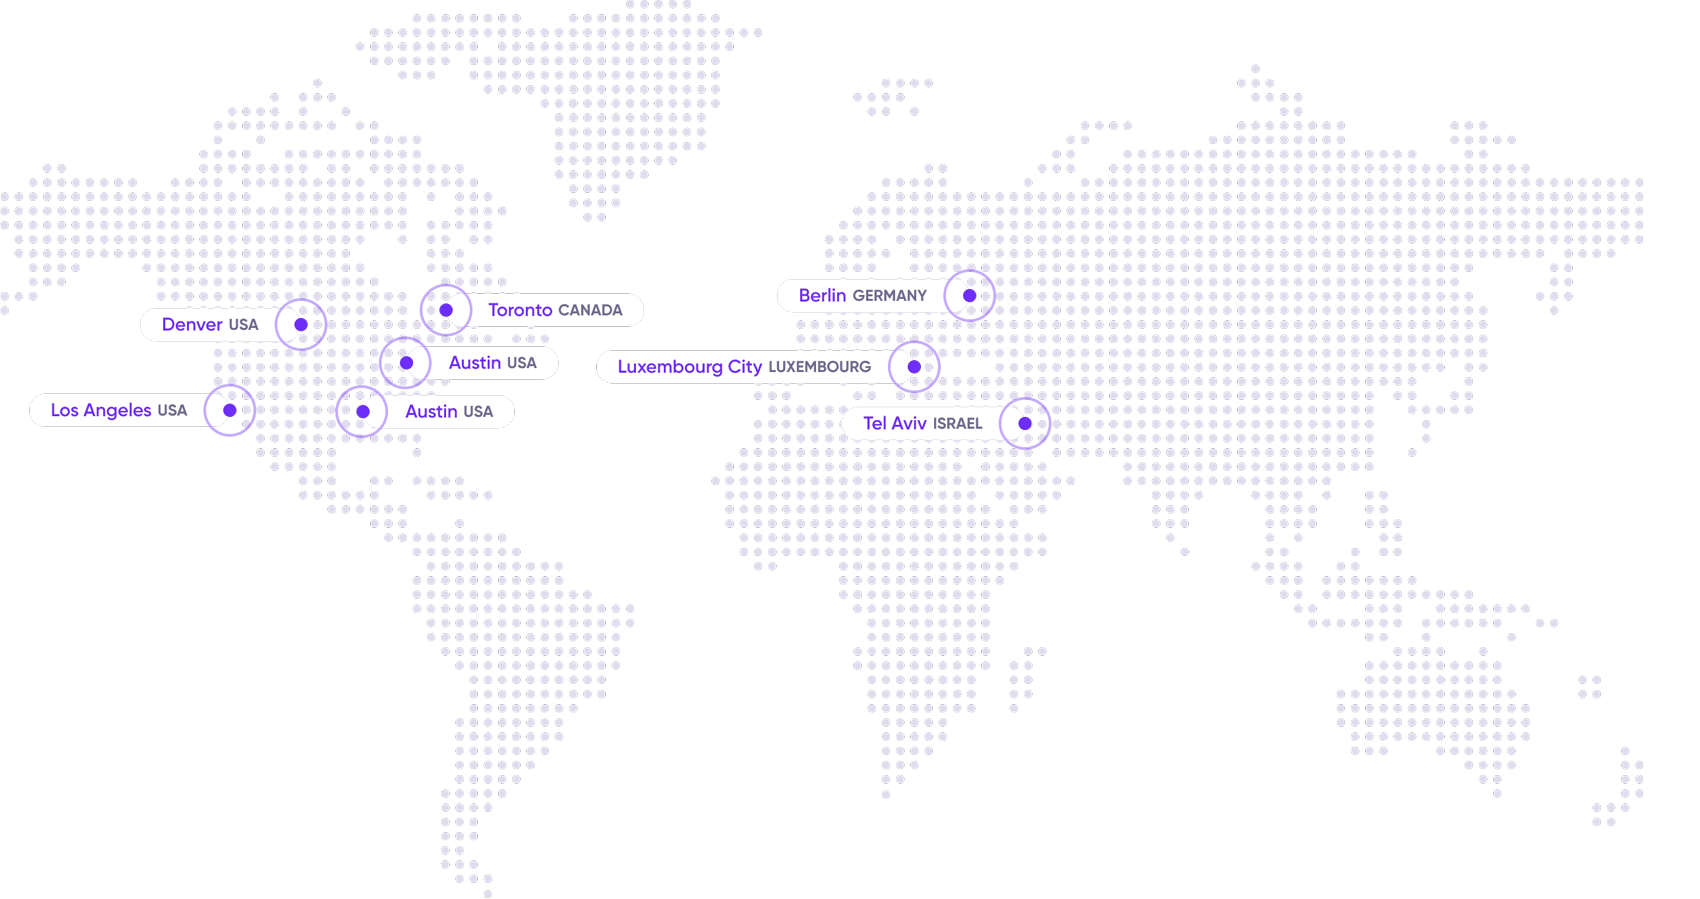 Berlin GERMANY
Toronto CANADA
Denver USA
Austin USA
Luxembourg City LUXEMBOURG
Los Angeles USA
Austin USA
Tel Aviv ISRAEL